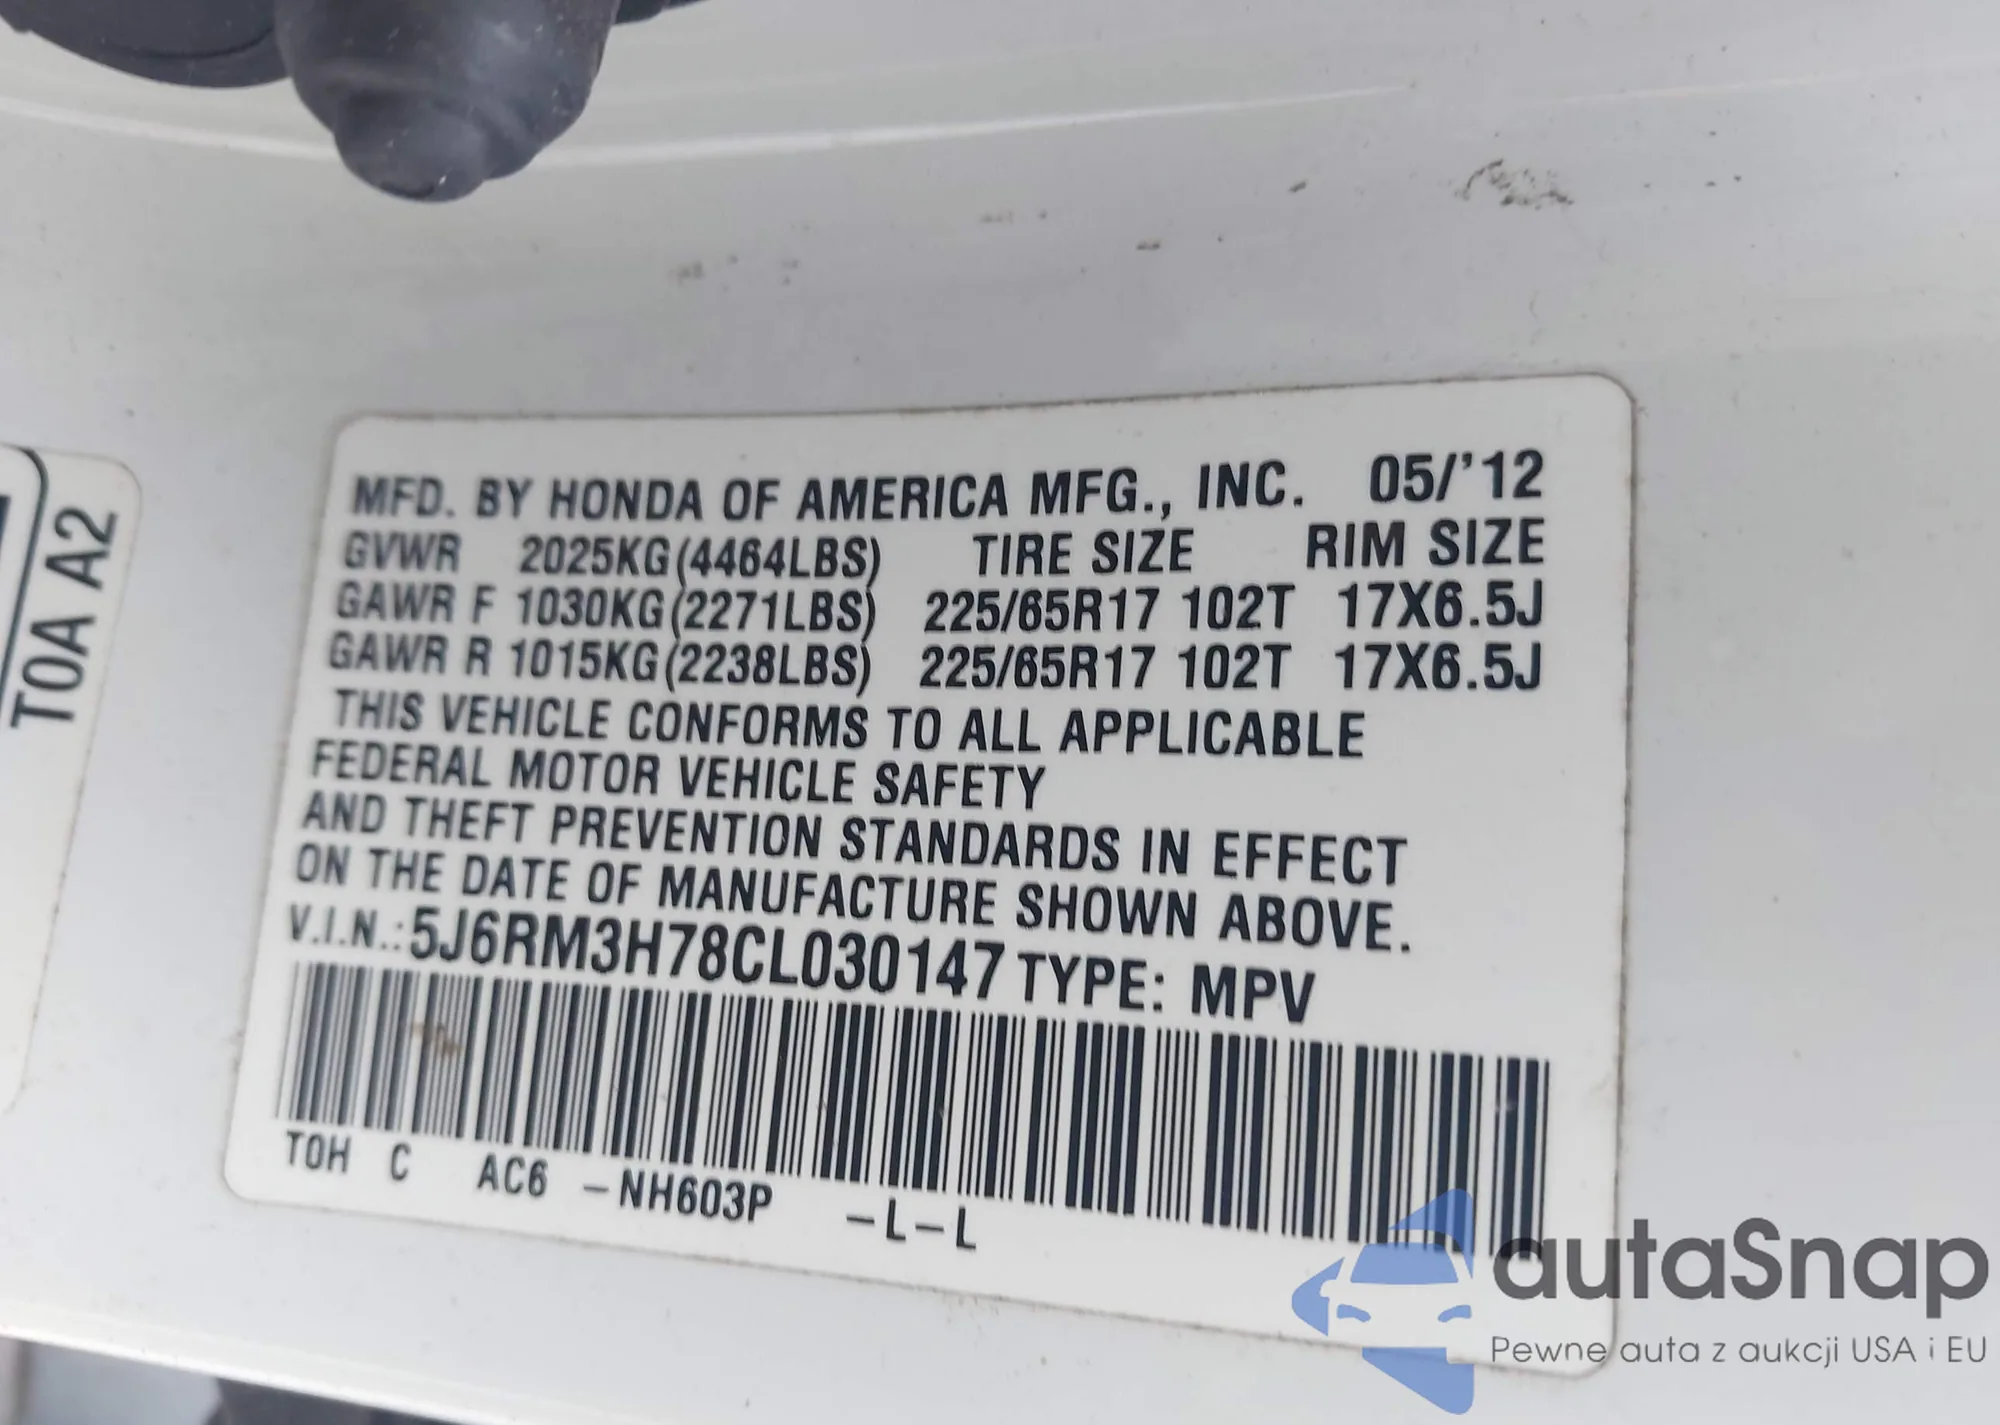 T0A A2
MFD. BY HONDA OF AMERICA MFG., INC. 05/'12
GVWR 2025KG(4464LBS) TIRE SIZE RIM SIZE
GAWR F 1030KG(2271LBS) 225/65R17 102T 17X6.5J
GAWR R 1015KG(2238LBS) 225/65R17 102T 17X6.5J
THIS VEHICLE CONFORMS TO ALL APPLICABLE
FEDERAL MOTOR VEHICLE SAFETY
AND THEFT PREVENTION STANDARDS IN EFFECT
ON THE DATE OF MANUFACTURE SHOWN ABOVE.
V.I.N.:5J6RM3H78CL030147 TYPE: MPV
T0H C AC6 -NH603P -L-L
autaSnap
Pewne auta z aukcji USA i EU